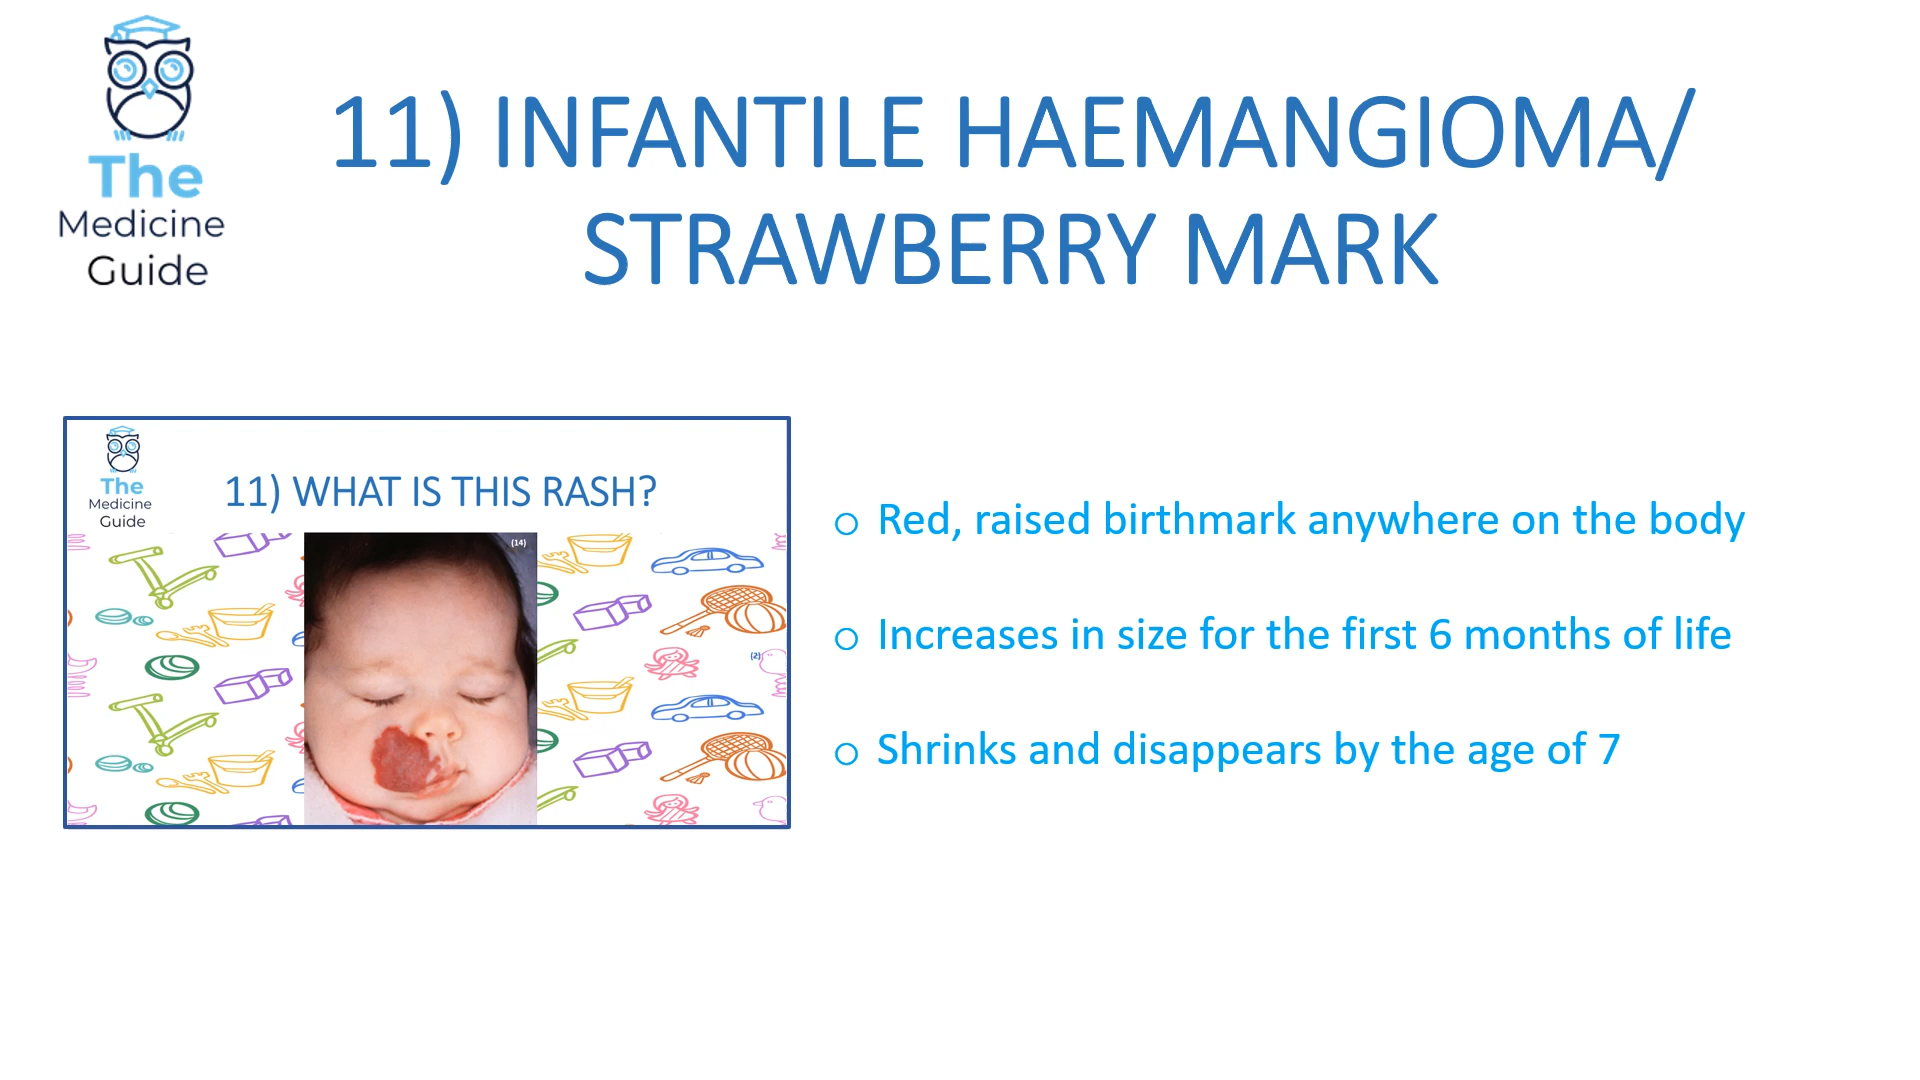 The
Medicine
Guide
11) INFANTILE HAEMANGIOMA/
STRAWBERRY MARK
The
Medicine
Guide
11) WHAT IS THIS RASH?
(14)
(2)
○ Red, raised birthmark anywhere on the body
○ Increases in size for the first 6 months of life
○ Shrinks and disappears by the age of 7